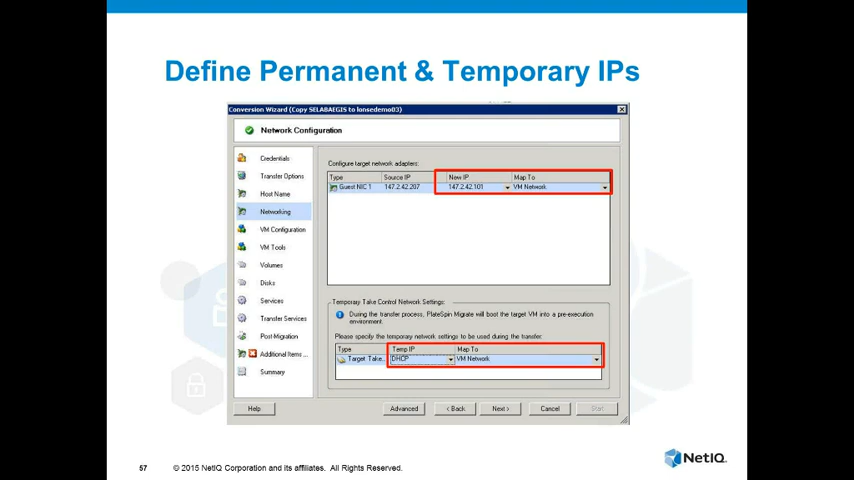 Define Permanent & Temporary IPs
Conversion Wizard (Copy SELABAEGIS to lonsedemo03)
Network Configuration
Credentials
Transfer Options
Host Name
Networking
VM Configuration
VM Tools
Volumes
Disks
Services
Transfer Services
Post-Migration
Additional Items ...
Summary
Configure target network adapters:
Type Source IP New IP Map To
Guest NIC 1 147.2.42.207 147.2.42.101 VM Network
Temporary Take Control Network Settings:
During the transfer process, PlateSpin Migrate will boot the target VM into a pre-execution
environment.
Please specify the temporary network settings to be used during the transfer.
Type Temp IP Map To
Target Take... DHCP VM Network
Help Advanced < Back Next > Cancel Start
57 © 2015 NetIQ Corporation and its affiliates. All Rights Reserved.
NetIQ.